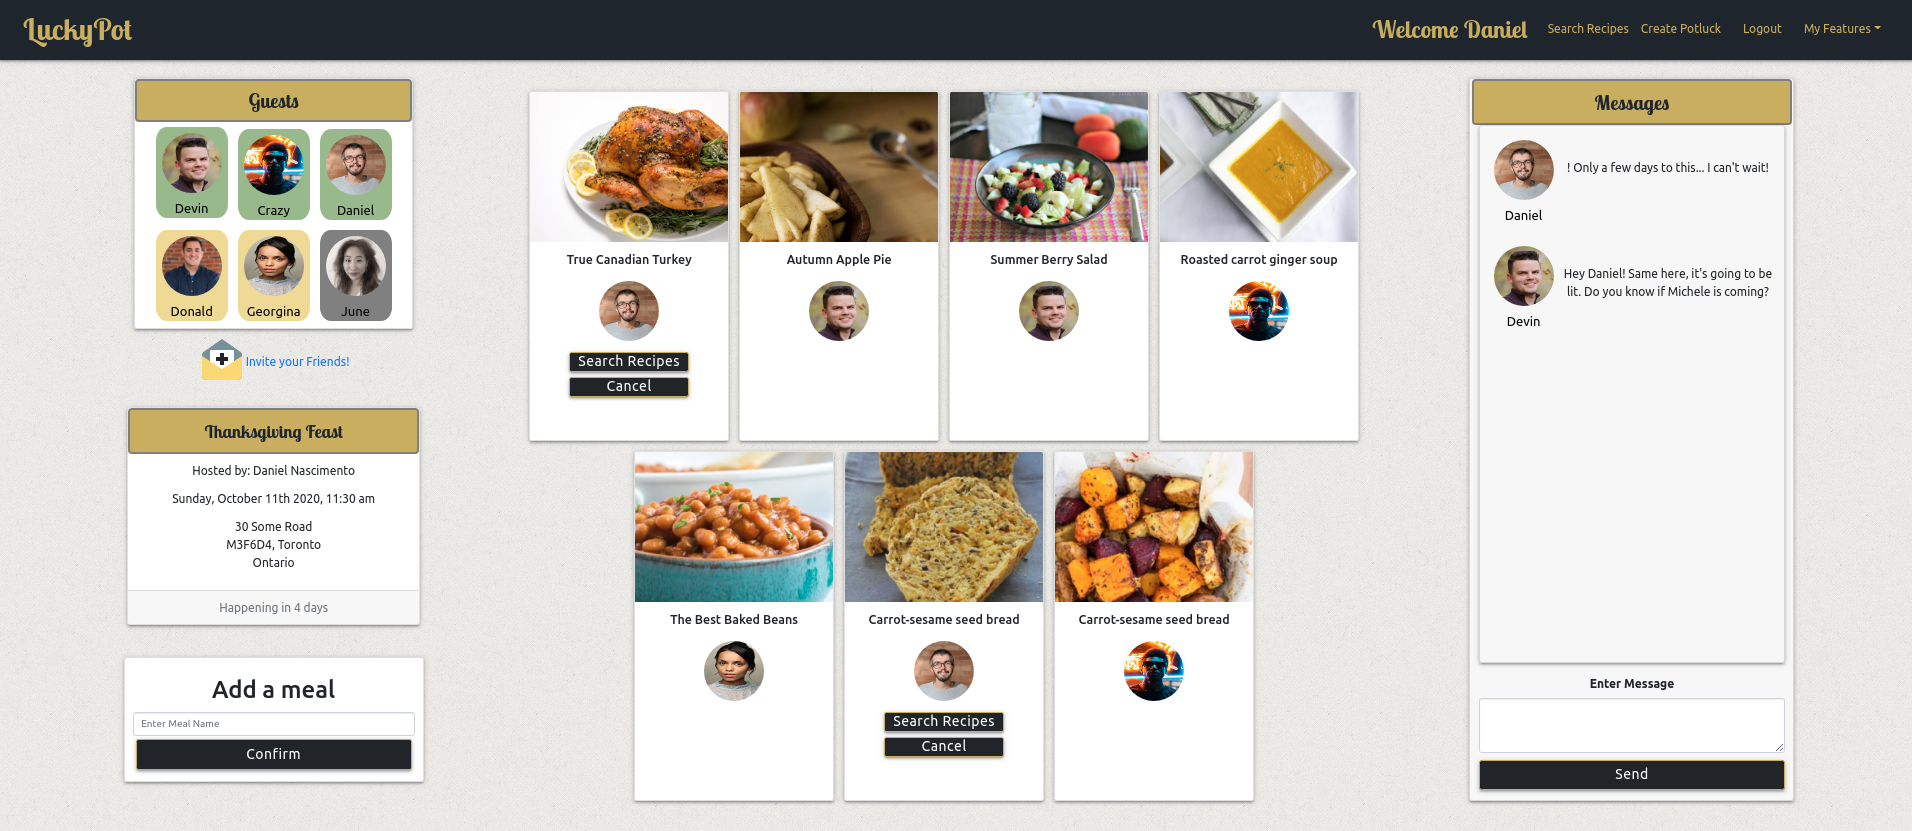 LuckyPot
Welcome Daniel
Search Recipes
Create Potluck
Logout
My Features
Guests
Devin
Crazy
Daniel
Donald
Georgina
June
Invite your Friends!
Thanksgiving Feast
Hosted by: Daniel Nascimento
Sunday, October 11th 2020, 11:30 am
30 Some Road
M3F6D4, Toronto
Ontario
Happening in 4 days
Add a meal
Enter Meal Name
Confirm
True Canadian Turkey
Search Recipes
Cancel
Autumn Apple Pie
Summer Berry Salad
Roasted carrot ginger soup
The Best Baked Beans
Carrot-sesame seed bread
Search Recipes
Cancel
Carrot-sesame seed bread
Messages
! Only a few days to this... I can't wait!
Daniel
Hey Daniel! Same here, it's going to be
lit. Do you know if Michele is coming?
Devin
Enter Message
Send